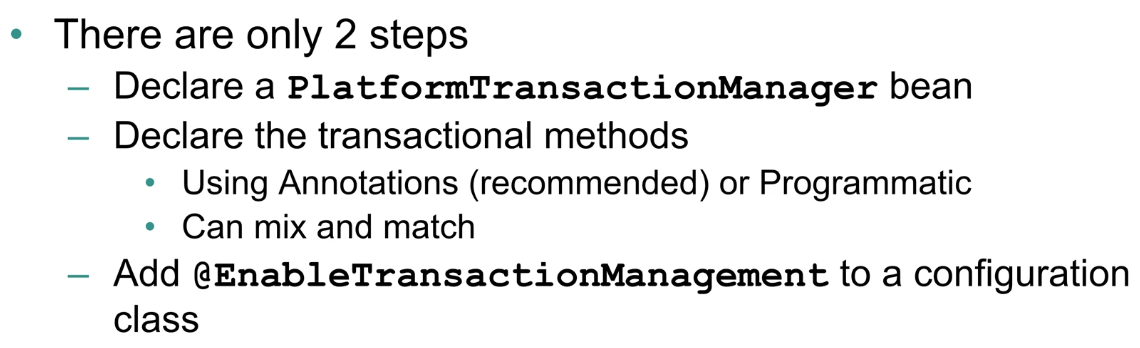 • There are only 2 steps
– Declare a PlatformTransactionManager bean
– Declare the transactional methods
• Using Annotations (recommended) or Programmatic
• Can mix and match
– Add @EnableTransactionManagement to a configuration
class